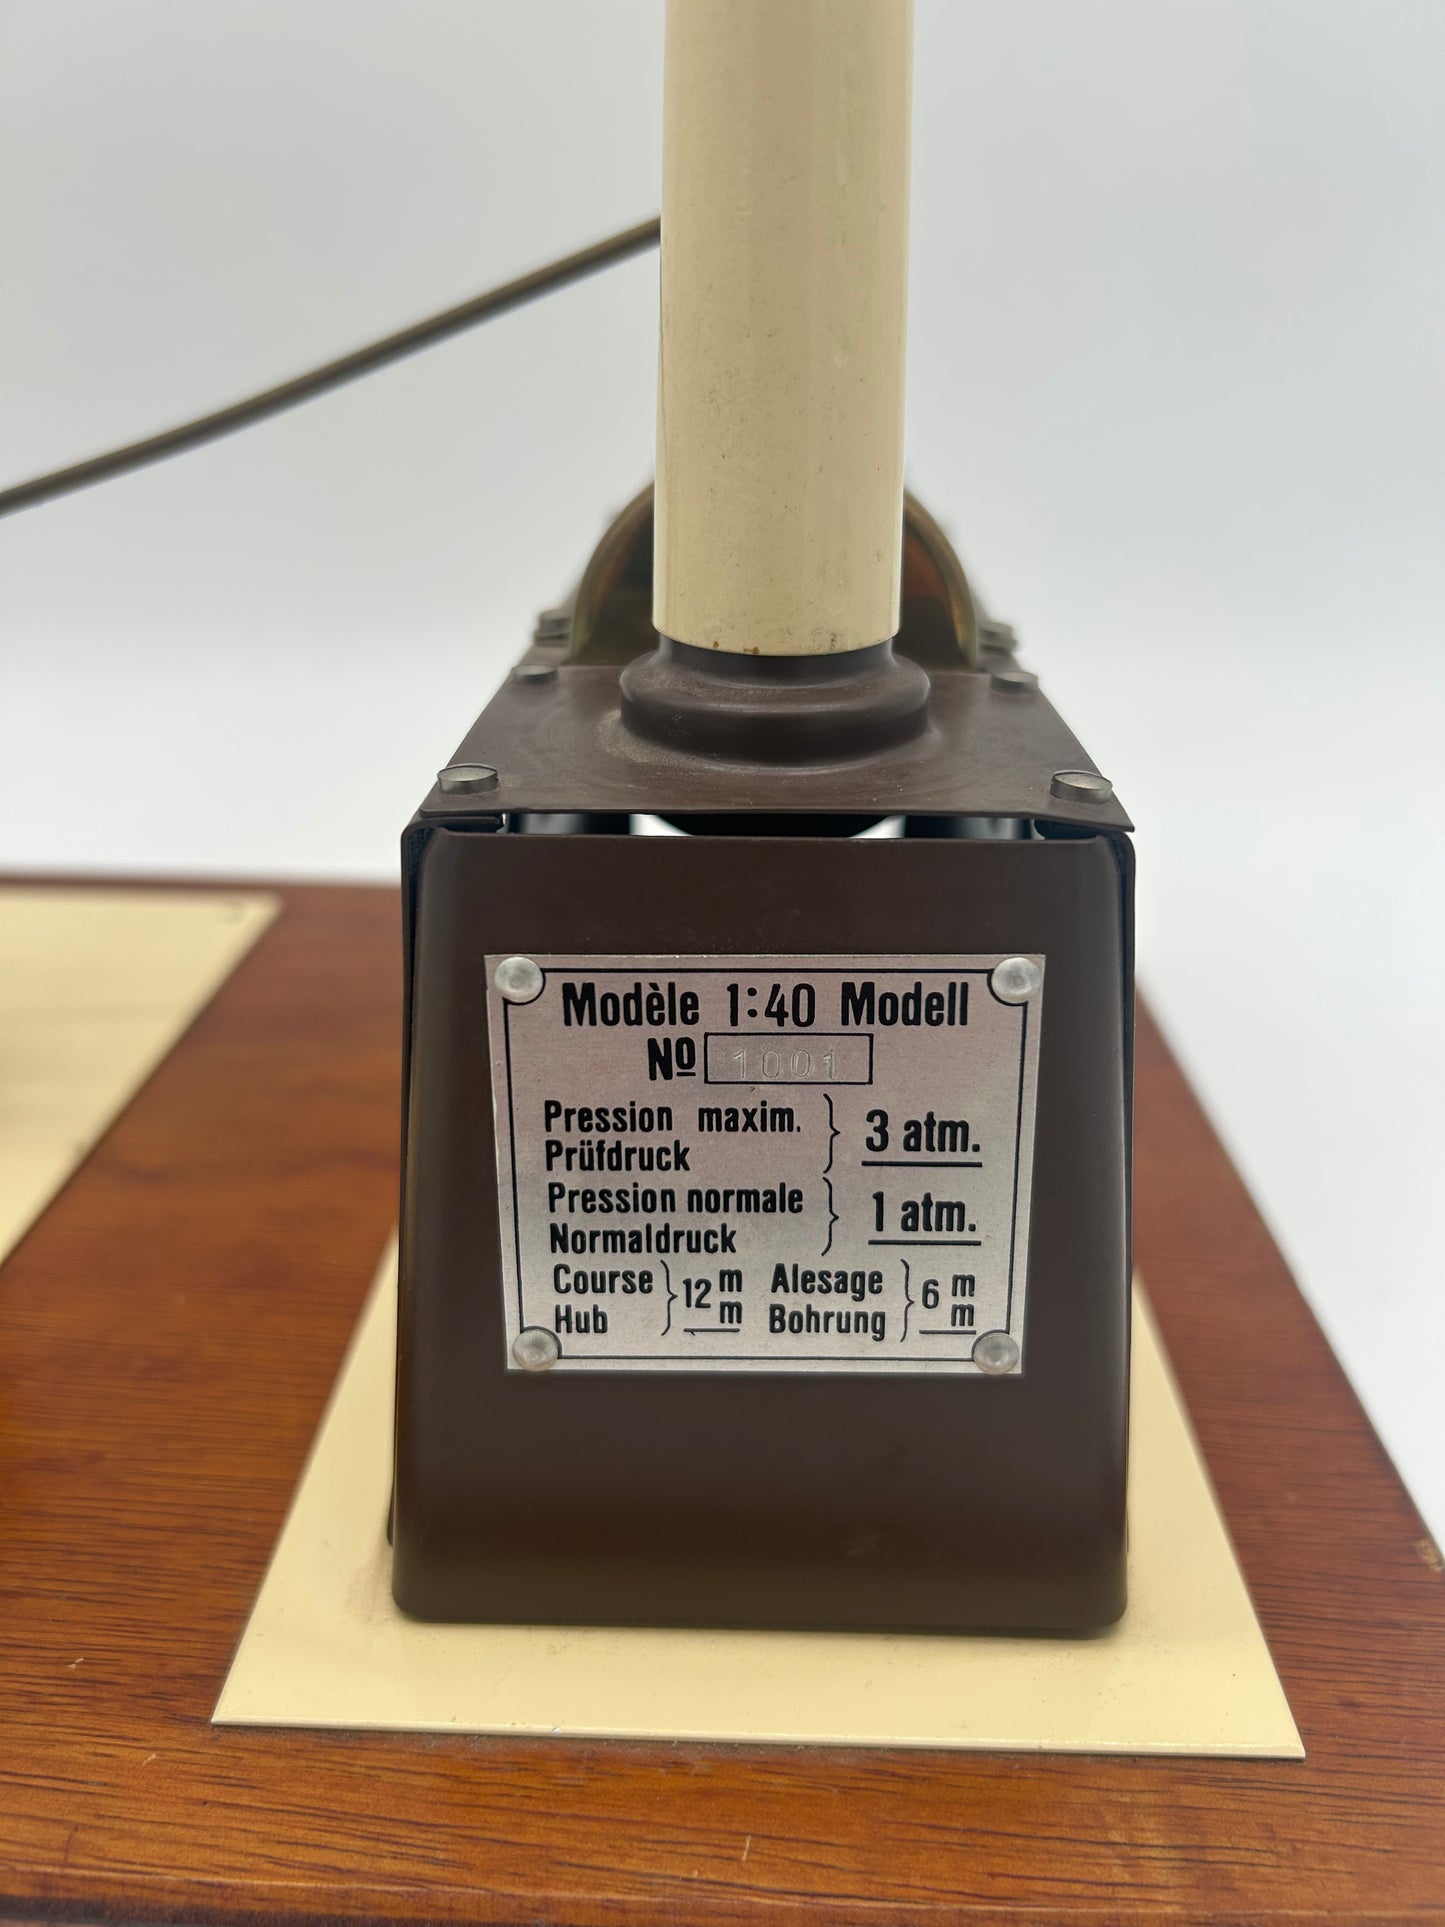 Modèle 1:40 Modell
Nº 1001
Pression maxim. } 3 atm.
Prüfdruck
Pression normale } 1 atm.
Normaldruck
Course } 12 m/m Alesage } 6 m/m
Hub Bohrung